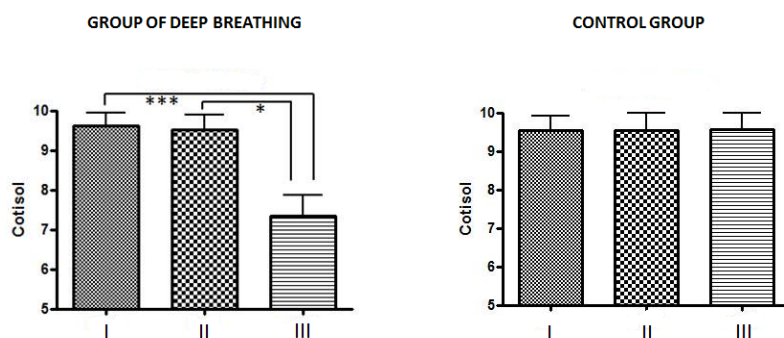 GROUP OF DEEP BREATHING
***
*
10
9
8
7
6
5
Cotisol
I
II
III
CONTROL GROUP
10
9
8
7
6
5
Cotisol
I
II
III